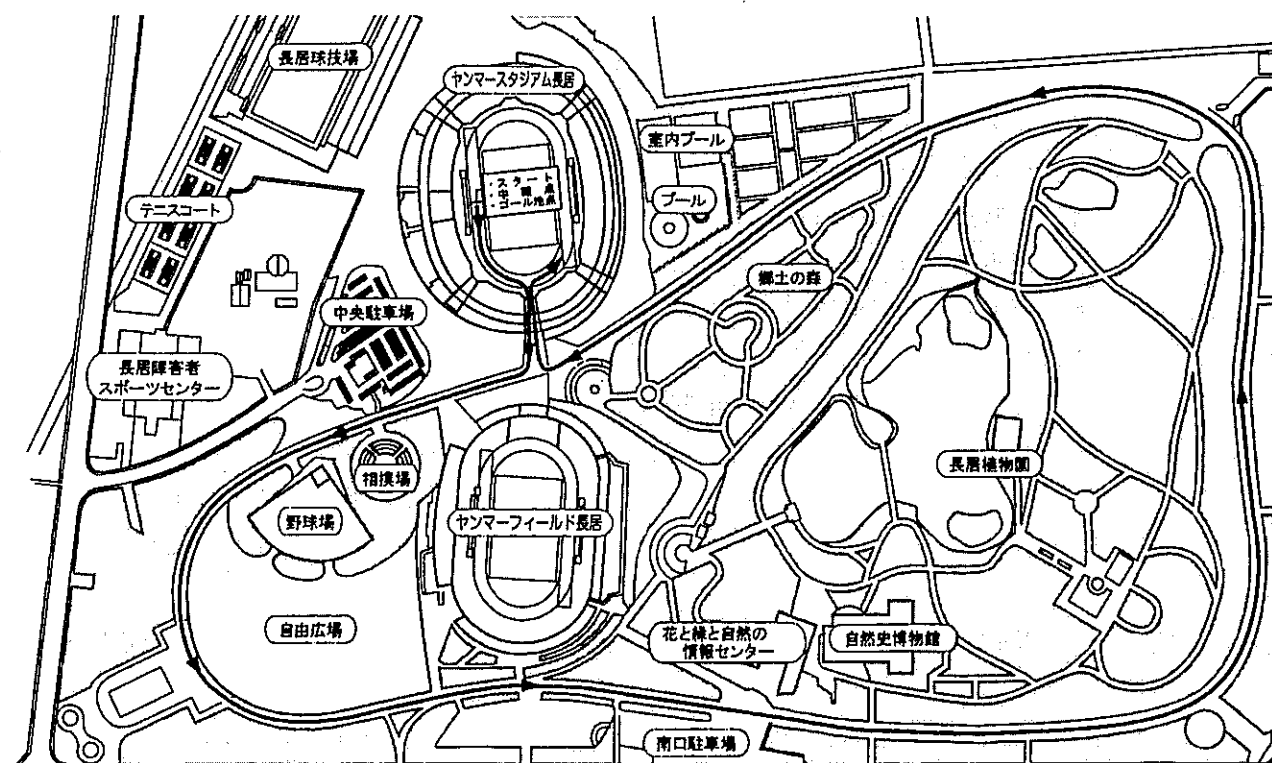 長居球技場
ヤンマースタジアム長居
室内プール
・スタート
・中間点
・ゴール地点
プール
テニスコート
郷土の森
中央駐車場
長居障害者
スポーツセンター
長居植物園
相撲場
野球場
ヤンマーフィールド長居
自由広場
花と緑と自然の
情報センター
自然史博物館
南口駐車場